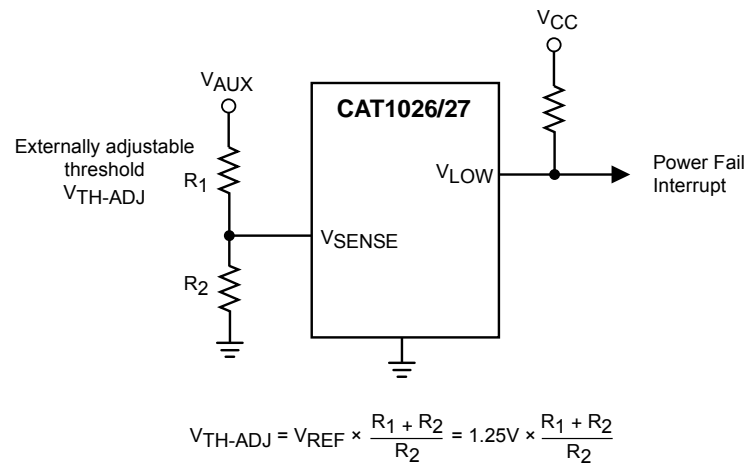 VCC
VAUX
CAT1026/27
Externally adjustable
threshold
VTH-ADJ
R1
VLOW
Power Fail
Interrupt
VSENSE
R2
VTH-ADJ = VREF × R1 + R2 / R2 = 1.25V × R1 + R2 / R2